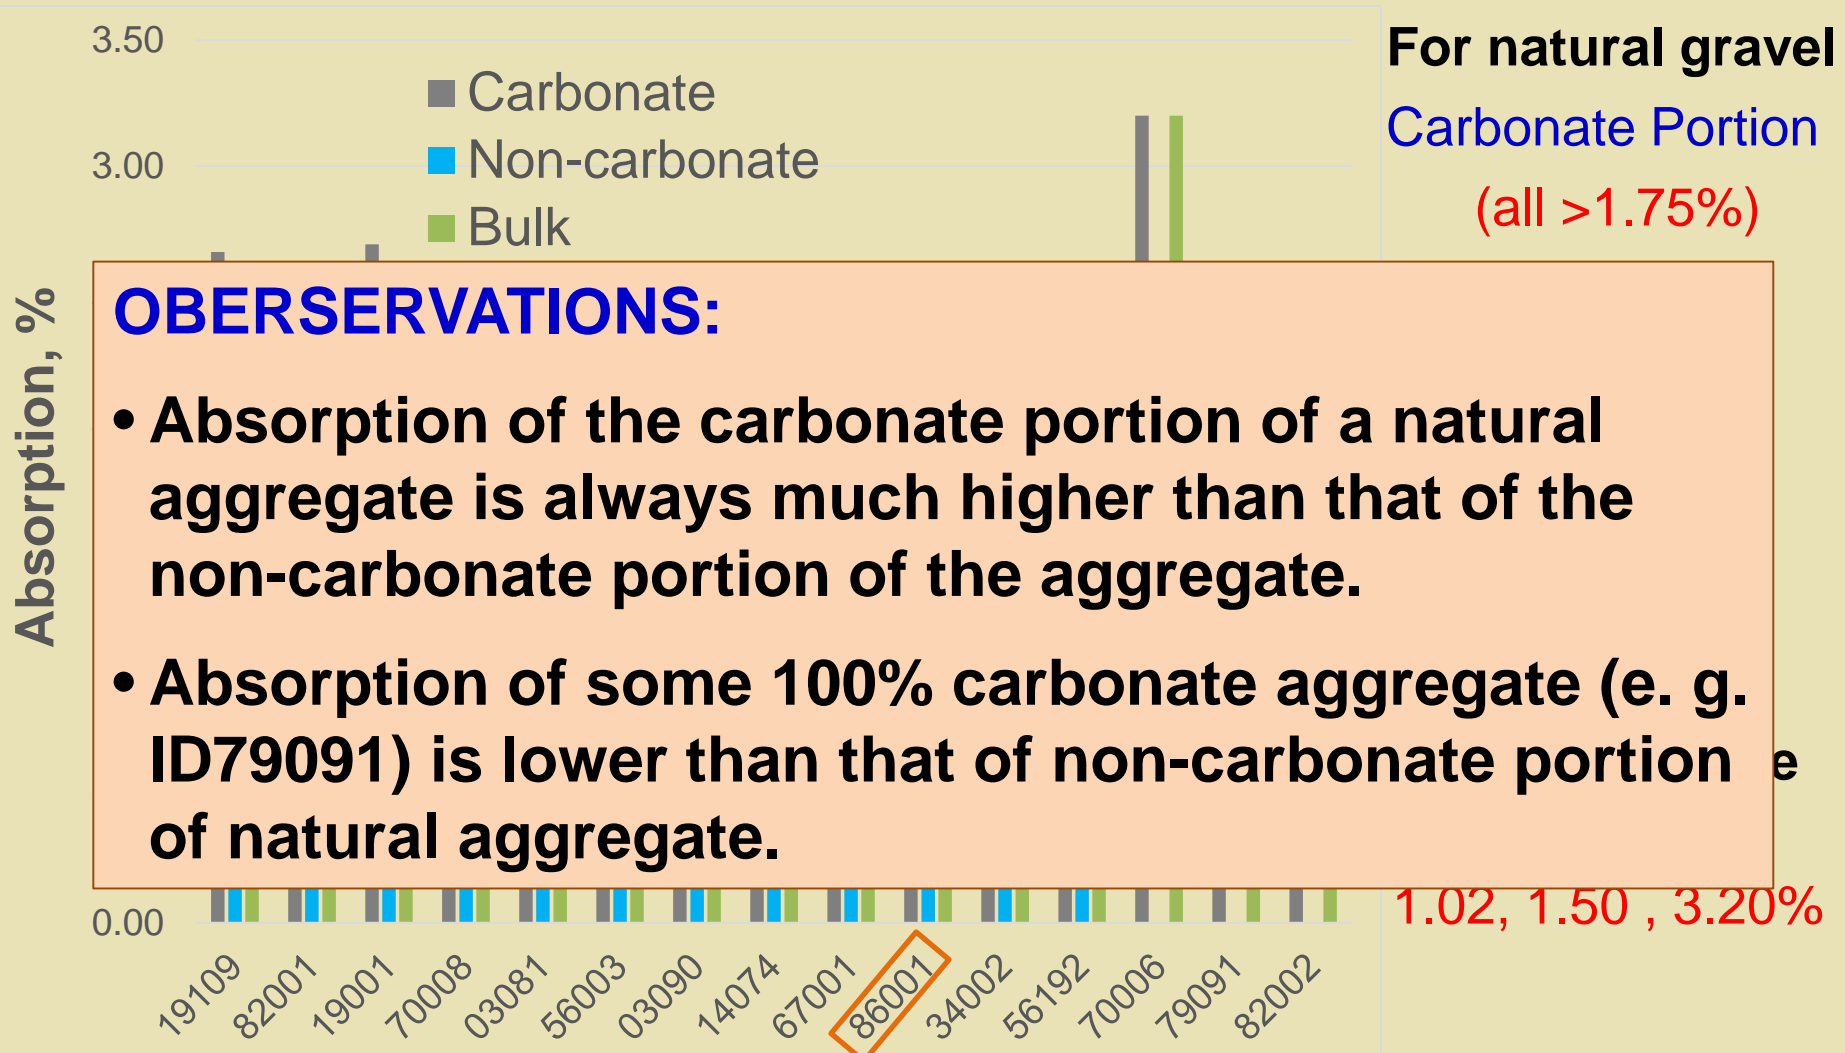 3.50
3.00
0.00
Absorption, %
Carbonate
Non-carbonate
Bulk
For natural gravel
Carbonate Portion
(all >1.75%)
OBERSERVATIONS:
• Absorption of the carbonate portion of a natural
aggregate is always much higher than that of the
non-carbonate portion of the aggregate.
• Absorption of some 100% carbonate aggregate (e. g.
ID79091) is lower than that of non-carbonate portion
of natural aggregate.
e
1.02, 1.50 , 3.20%
19109
82001
19001
70008
03081
56003
03090
14074
67001
86001
34002
56192
70006
79091
82002